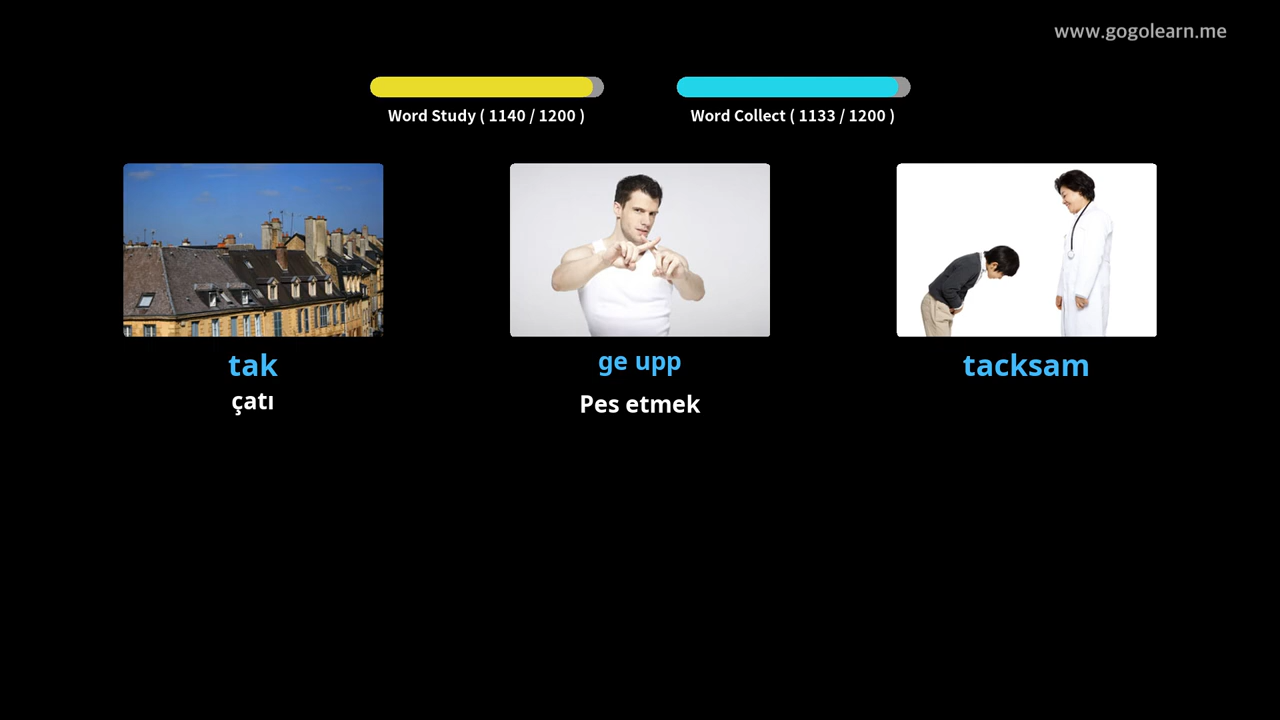 www.gogolearn.me
Word Study ( 1140 / 1200 )
Word Collect ( 1133 / 1200 )
tak
çatı
ge upp
Pes etmek
tacksam